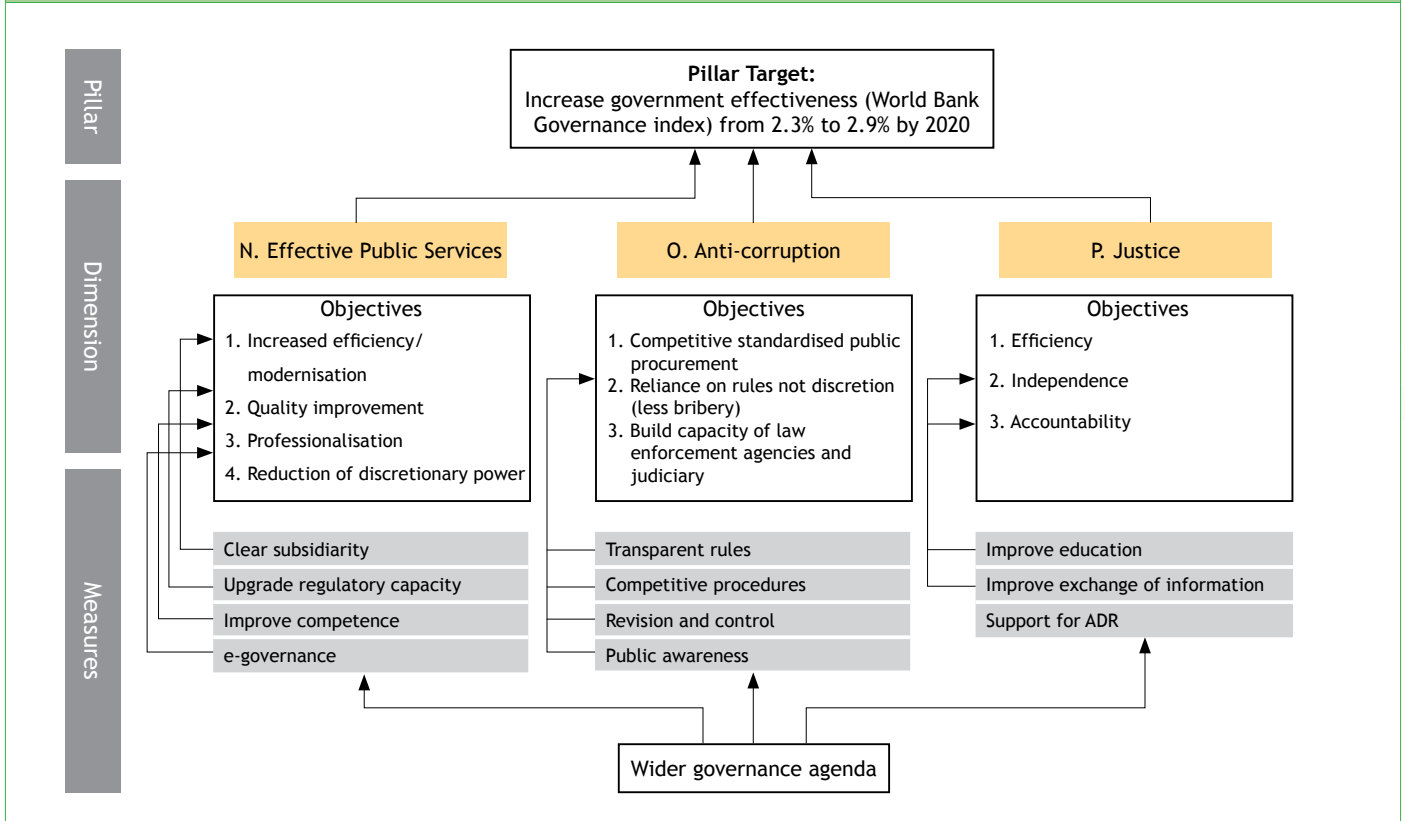 Pillar
Pillar Target:
Increase government effectiveness (World Bank
Governance index) from 2.3% to 2.9% by 2020
Dimension
N. Effective Public Services
O. Anti-corruption
P. Justice
Objectives
1. Increased efficiency/
modernisation
2. Quality improvement
3. Professionalisation
4. Reduction of discretionary power
Objectives
1. Competitive standardised public
procurement
2. Reliance on rules not discretion
(less bribery)
3. Build capacity of law
enforcement agencies and
judiciary
Objectives
1. Efficiency
2. Independence
3. Accountability
Measures
Clear subsidiarity
Upgrade regulatory capacity
Improve competence
e-governance
Transparent rules
Competitive procedures
Revision and control
Public awareness
Improve education
Improve exchange of information
Support for ADR
Wider governance agenda